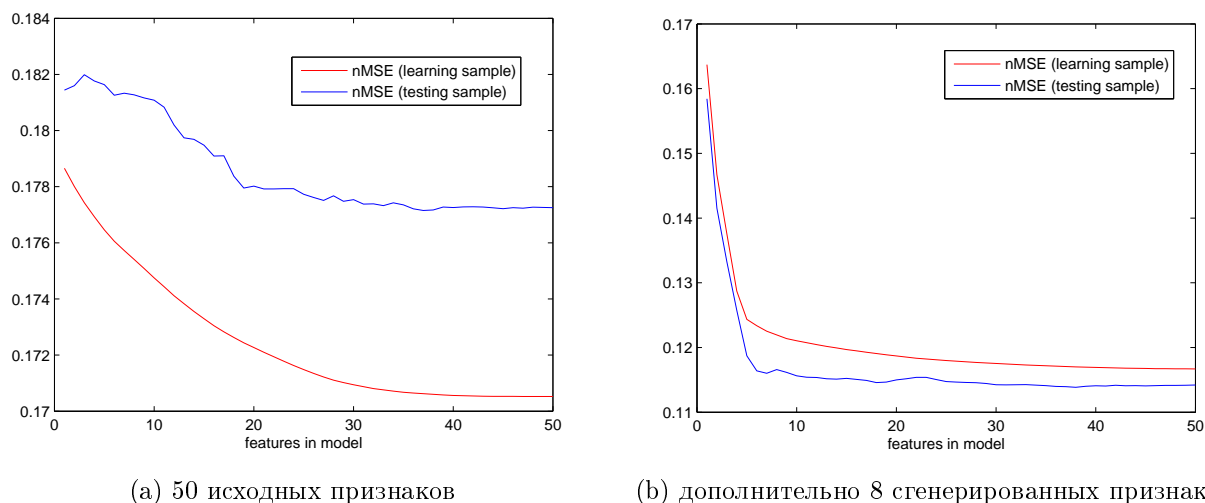 0.184
0.182
0.18
0.178
0.176
0.174
0.172
0.17
0 10 20 30 40 50
features in model
nMSE (learning sample)
nMSE (testing sample)
(a) 50 исходных признаков
0.17
0.16
0.15
0.14
0.13
0.12
0.11
0 10 20 30 40 50
features in model
nMSE (learning sample)
nMSE (testing sample)
(b) дополнительно 8 сгенерированных признак